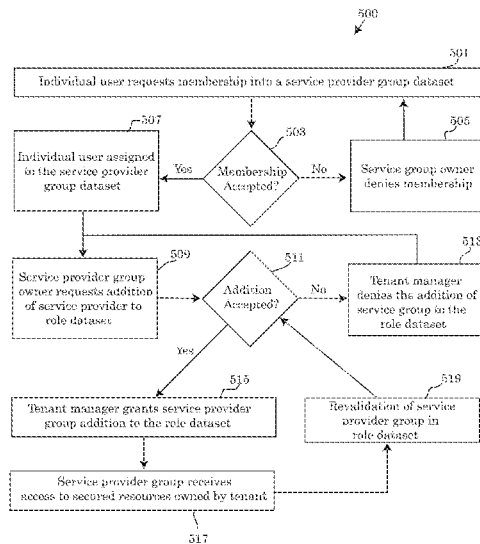 500
501
Individual user requests membership into a service provider group dataset
507
503
505
Individual user assigned
to the service provider
group dataset
Yes
Membership
Accepted?
No
Service group owner
denies membership
509
511
513
Service provider group
owner requests addition
of service provider to
role dataset
Addition
Accepted?
No
Tenant manager
denies the addition of
service group in the
role dataset
Yes
515
519
Tenant manager grants service provider
group addition to the role dataset
Revalidation of service
provider group in
role dataset
Service provider group receives
access to secured resources owned by tenant
517